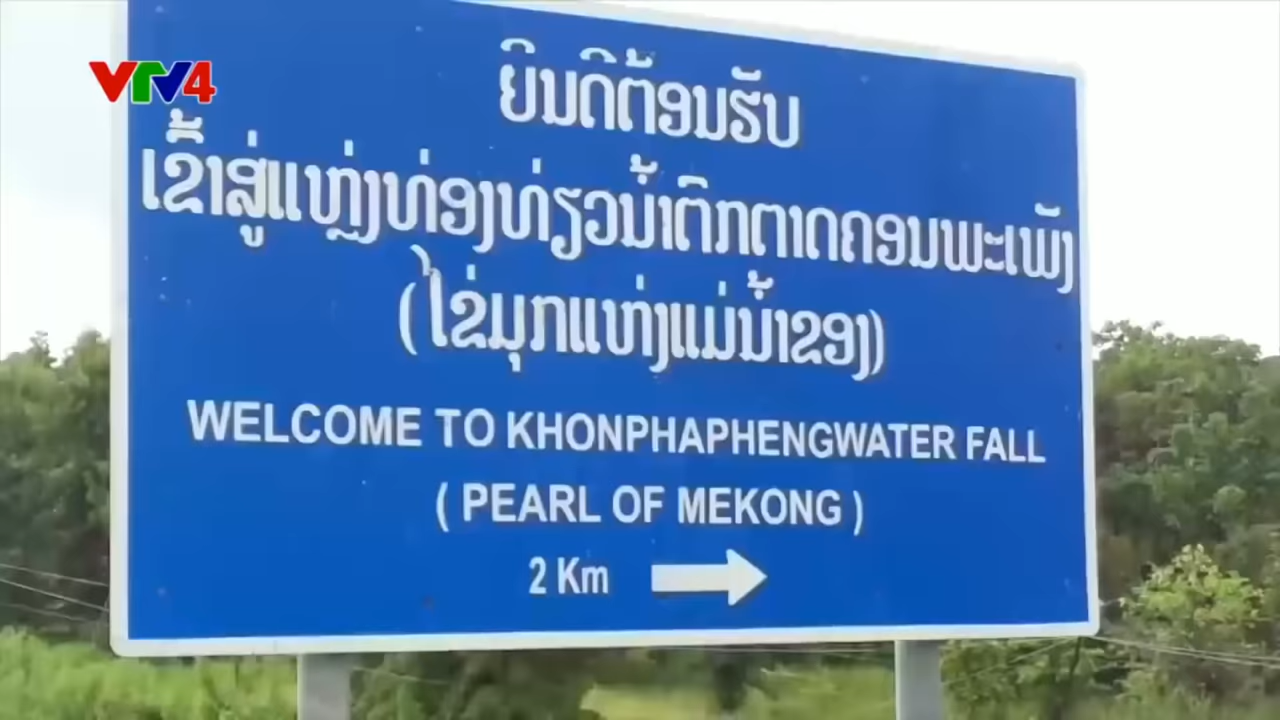 VTV4
ຍິນດີຕ້ອນຮັບ
ເຂົ້າສູ່ແຫຼ່ງທ່ອງທ່ຽວນ້ຳຕົກຕາດຄອນພະເພັງ
(ໄຂ່ມຸກແຫ່ງແມ່ນ້ຳຂອງ)
WELCOME TO KHONPHAPHENGWATER FALL
( PEARL OF MEKONG )
2 Km